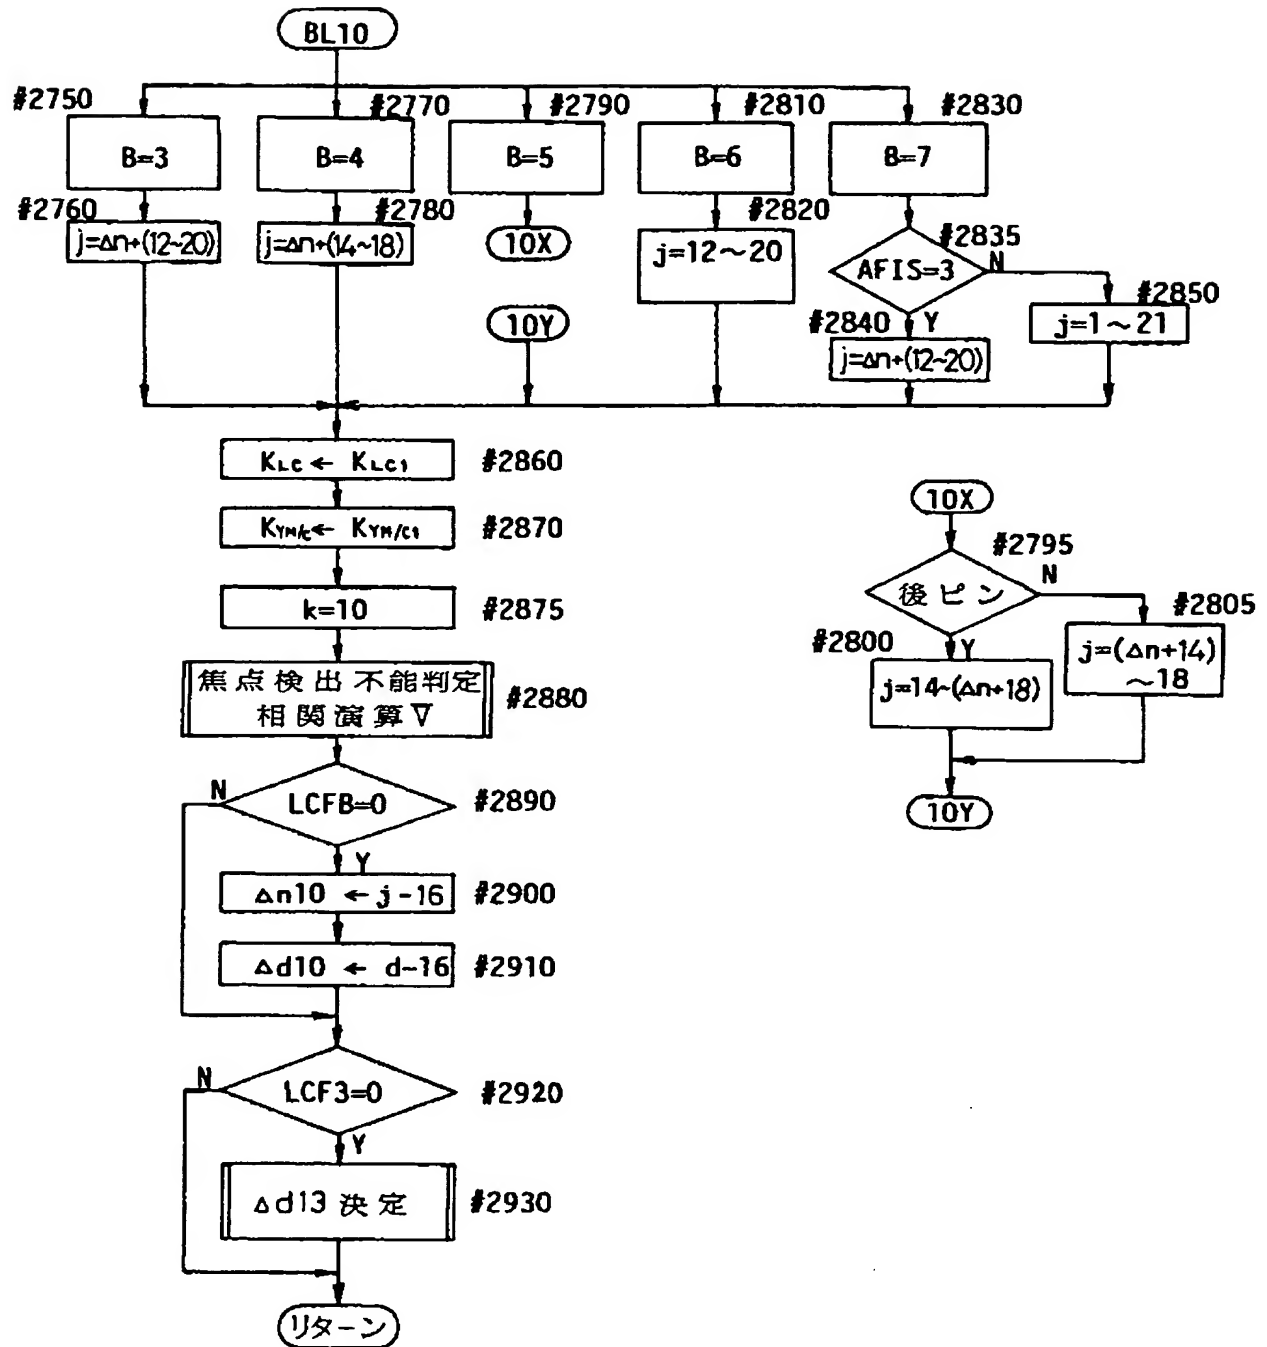 BL10
#2750
#2770
#2790
#2810
#2830
B=3
B=4
B=5
B=6
B=7
#2760
#2780
#2820
#2835
j=Δn+(12~20)
j=Δn+(14~18)
10X
j=12~20
AFIS=3
N
#2850
10Y
#2840
Y
j=1~21
j=Δn+(12~20)
KLC ← KLC1
#2860
KYM/C ← KYM/C1
#2870
k=10
#2875
焦点検出不能判定
相関演算∇
#2880
N
LCFB=0
#2890
Y
Δn10 ← j-16
#2900
Δd10 ← d-16
#2910
N
LCF3=0
#2920
Y
Δd13 決定
#2930
リターン
10X
#2795
後ピン
N
#2805
#2800
Y
j=14~(Δn+18)
j=(Δn+14)
~18
10Y